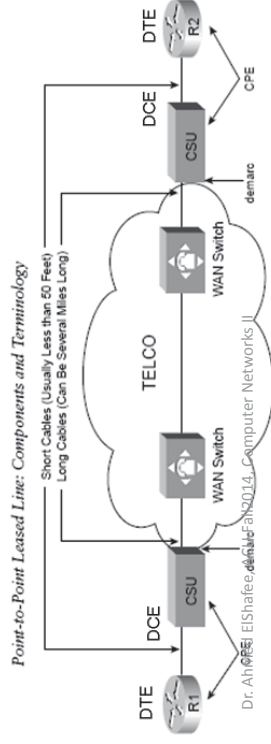 Point-to-Point Leased Line: Components and Terminology
Short Cables (Usually Less than 50 Feet)
Long Cables (Can Be Several Miles Long)
TELCO
DTE
DCE
DCE
DTE
R1
CSU
WAN Switch
WAN Switch
CSU
R2
CPE
demarc
demarc
CPE
Dr. Ahmed ElShafee, ACU Fall2014, Computer Networks II